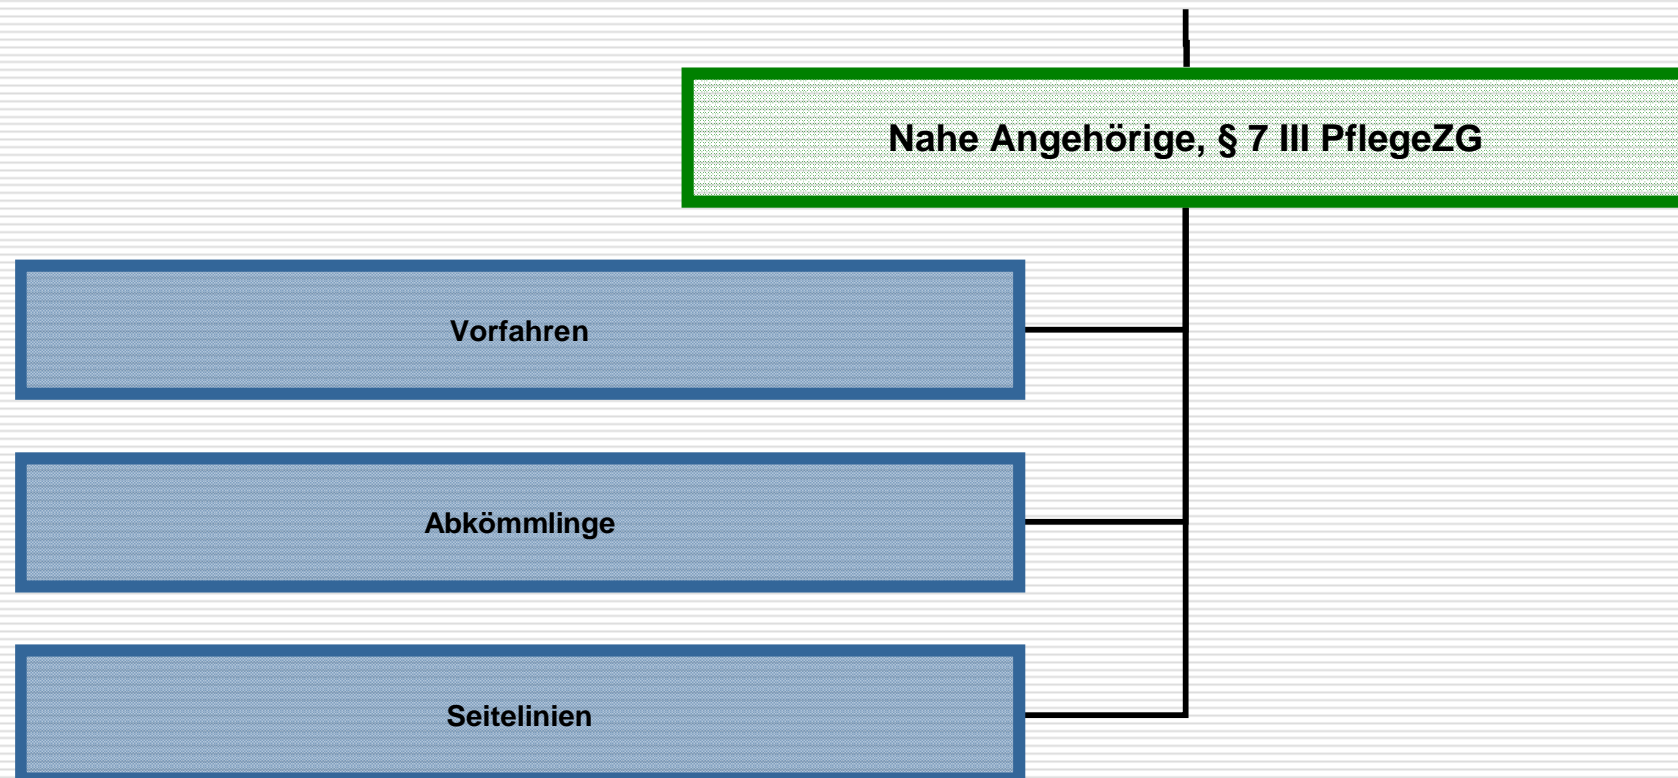 Nahe Angehörige, § 7 III PflegeZG
Vorfahren
Abkömmlinge
Seitelinien